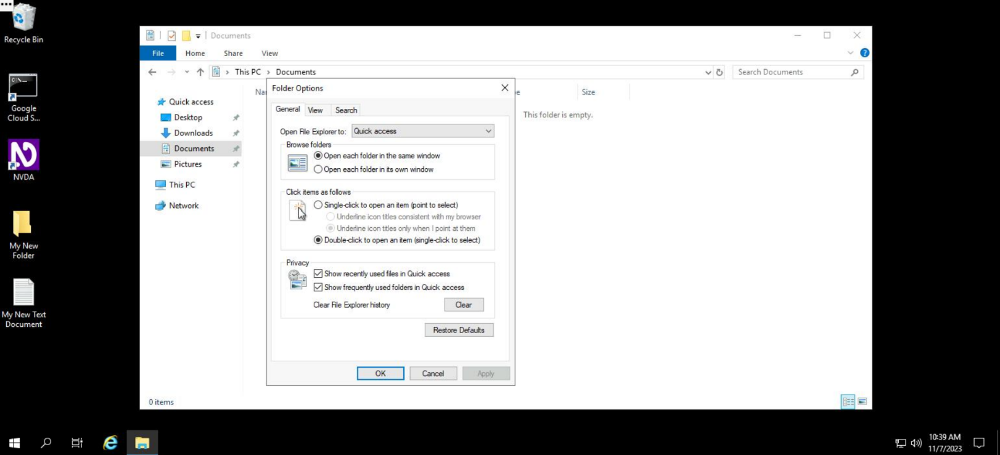 Recycle Bin
C:\_
Google
Cloud S...
NVDA
My New
Folder
My New Text
Document
Documents
File Home Share View
This PC > Documents
Search Documents
Quick access
Desktop
Downloads
Documents
Pictures
This PC
Network
Size
This folder is empty.
Folder Options
General View Search
Open File Explorer to: Quick access
Browse folders
Open each folder in the same window
Open each folder in its own window
Click items as follows
Single-click to open an item (point to select)
Underline icon titles consistent with my browser
Underline icon titles only when I point at them
Double-click to open an item (single-click to select)
Privacy
Show recently used files in Quick access
Show frequently used folders in Quick access
Clear File Explorer history Clear
Restore Defaults
OK Cancel Apply
0 items
10:39 AM
11/7/2023